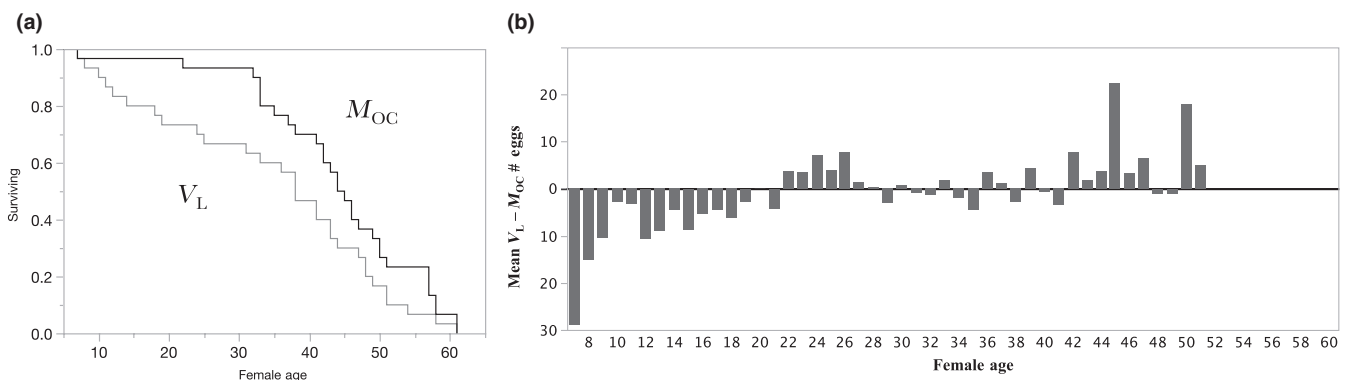 (a)
1.0
0.8
0.6
0.4
0.2
0.0
Surviving
M_OC
V_L
10 20 30 40 50 60
Female age
(b)
20
10
0
10
20
30
Mean V_L – M_OC # eggs
8 10 12 14 16 18 20 22 24 26 28 30 32 34 36 38 40 42 44 46 48 50 52 54 56 58 60
Female age